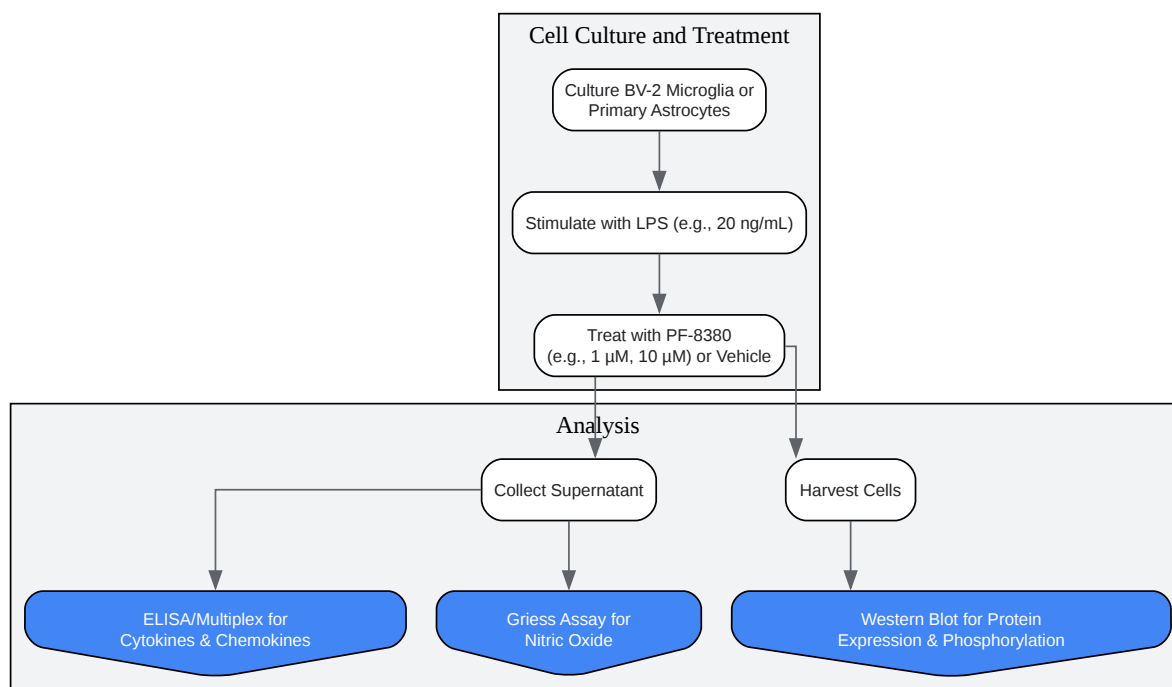 Cell Culture and Treatment
Culture BV-2 Microglia or
Primary Astrocytes
Stimulate with LPS (e.g., 20 ng/mL)
Treat with PF-8380
(e.g., 1 µM, 10 µM) or Vehicle
Analysis
Collect Supernatant
Harvest Cells
ELISA/Multiplex for
Cytokines & Chemokines
Griess Assay for
Nitric Oxide
Western Blot for Protein
Expression & Phosphorylation